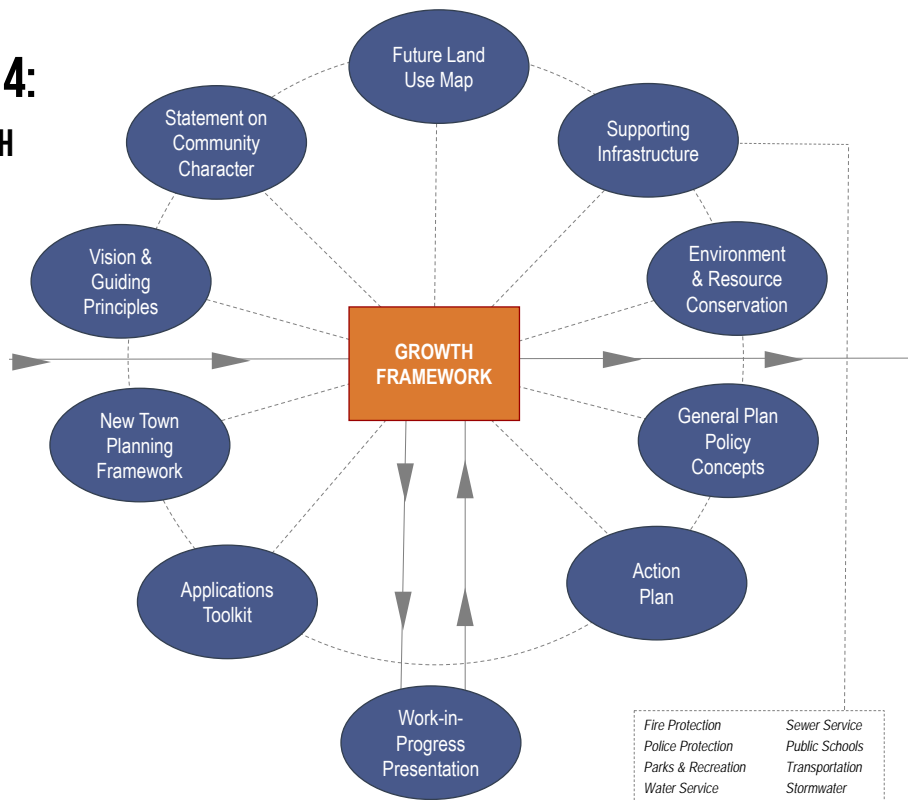 4:
H
Future Land
Use Map
Statement on
Community
Character
Supporting
Infrastructure
Vision &
Guiding
Principles
Environment
& Resource
Conservation
GROWTH
FRAMEWORK
New Town
Planning
Framework
General Plan
Policy
Concepts
Applications
Toolkit
Action
Plan
Work-in-
Progress
Presentation
Fire Protection
Police Protection
Parks & Recreation
Water Service
Sewer Service
Public Schools
Transportation
Stormwater